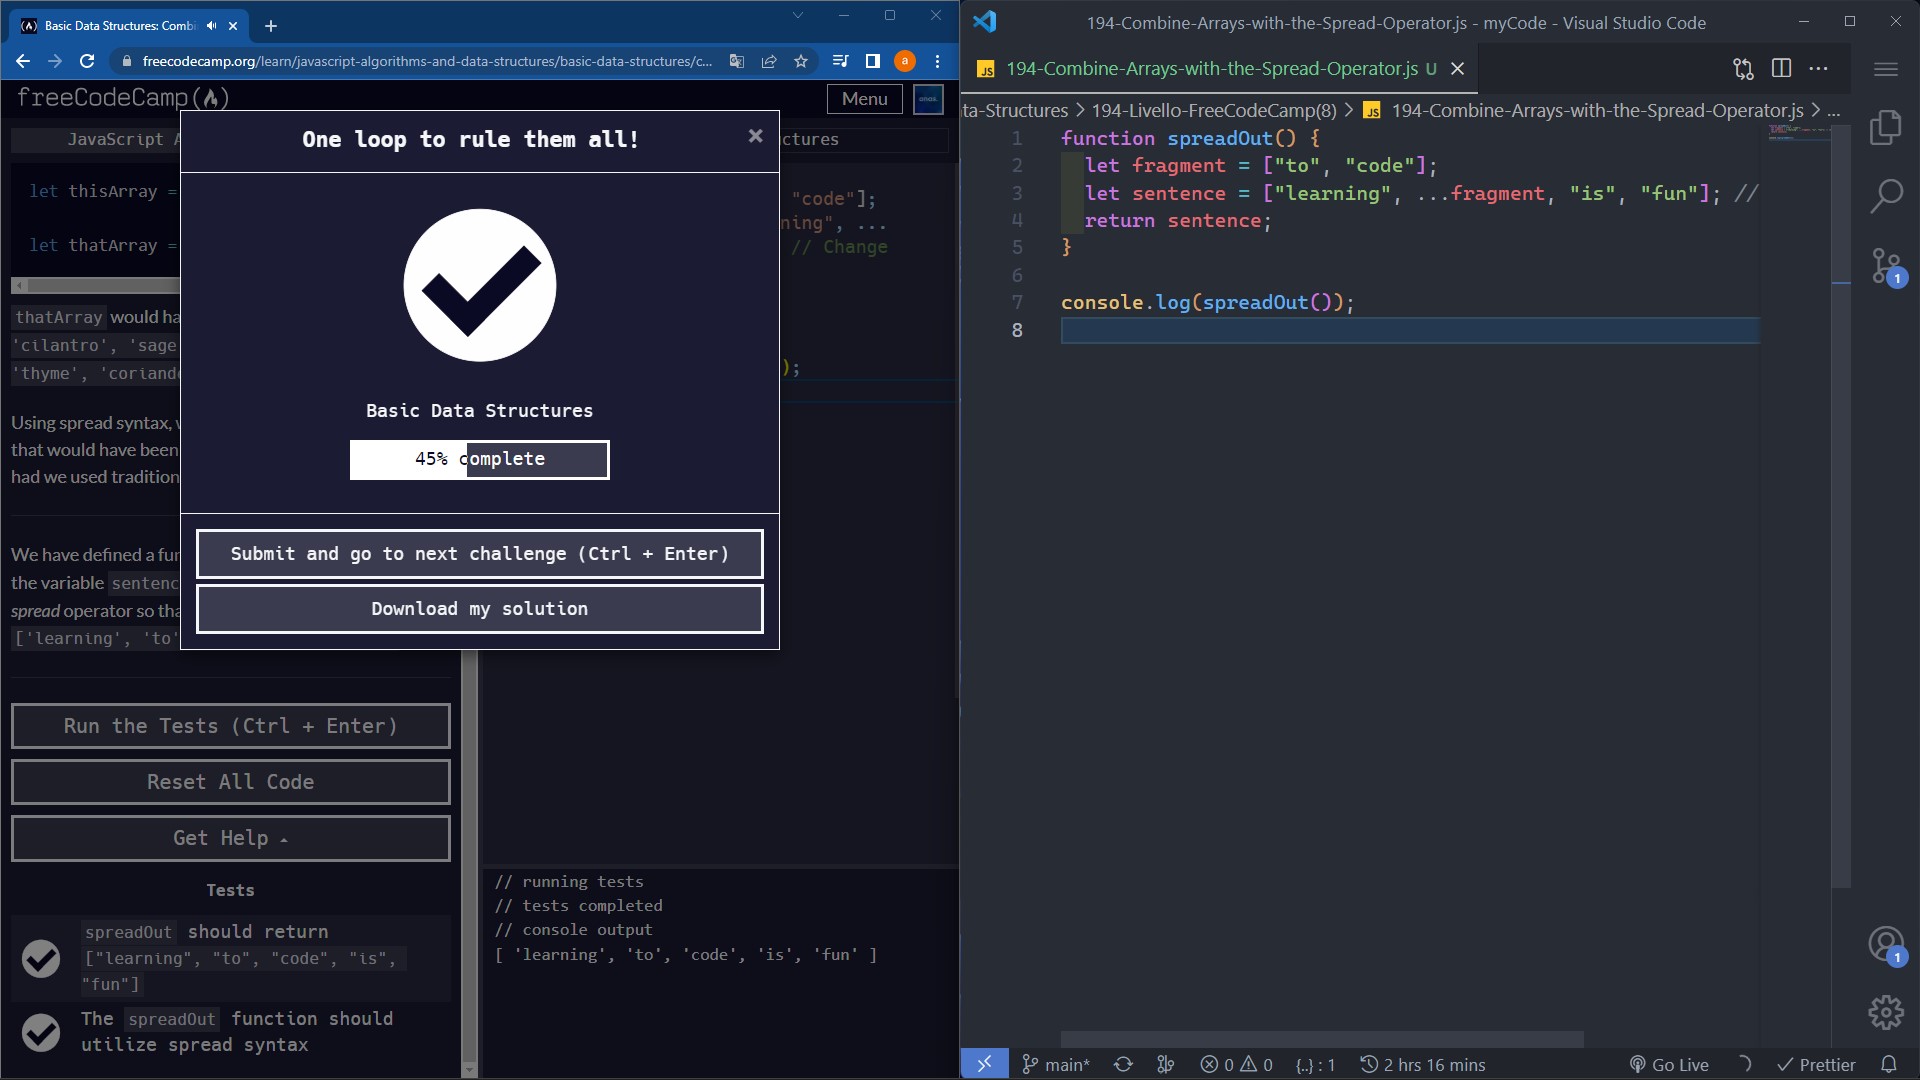 Basic Data Structures: Combi
freecodecamp.org/learn/javascript-algorithms-and-data-structures/basic-data-structures/c...
a
freeCodeCamp
Menu
JavaScript A
uctures
let thisArray =
let thatArray =
thatArray would ha
'cilantro', 'sage
'thyme', 'coriande
Using spread syntax, w
that would have been
had we used tradition
We have defined a fun
the variable sentenc
spread operator so tha
['learning', 'to'
"code"];
ning", ...
// Change
);
One loop to rule them all!
×
Basic Data Structures
45% complete
Submit and go to next challenge (Ctrl + Enter)
Download my solution
Run the Tests (Ctrl + Enter)
Reset All Code
Get Help
Tests
spreadOut should return
["learning", "to", "code", "is",
"fun"]
The spreadOut function should
utilize spread syntax
// running tests
// tests completed
// console output
[ 'learning', 'to', 'code', 'is', 'fun' ]
194-Combine-Arrays-with-the-Spread-Operator.js - myCode - Visual Studio Code
JS 194-Combine-Arrays-with-the-Spread-Operator.js U
ta-Structures > 194-Livello-FreeCodeCamp(8) > JS 194-Combine-Arrays-with-the-Spread-Operator.js > ...
1 function spreadOut() {
2 let fragment = ["to", "code"];
3 let sentence = ["learning", ...fragment, "is", "fun"]; //
4 return sentence;
5 }
6
7 console.log(spreadOut());
8
1
1
main* 0 0 {..} : 1 2 hrs 16 mins Go Live Prettier